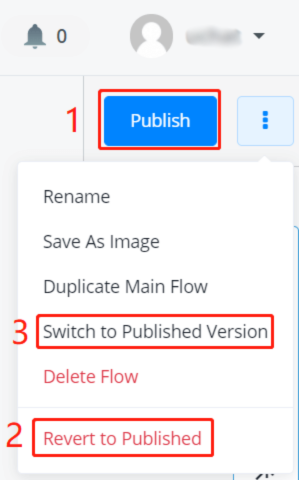 0
1
Publish
Rename
Save As Image
Duplicate Main Flow
3
Switch to Published Version
Delete Flow
2
Revert to Published